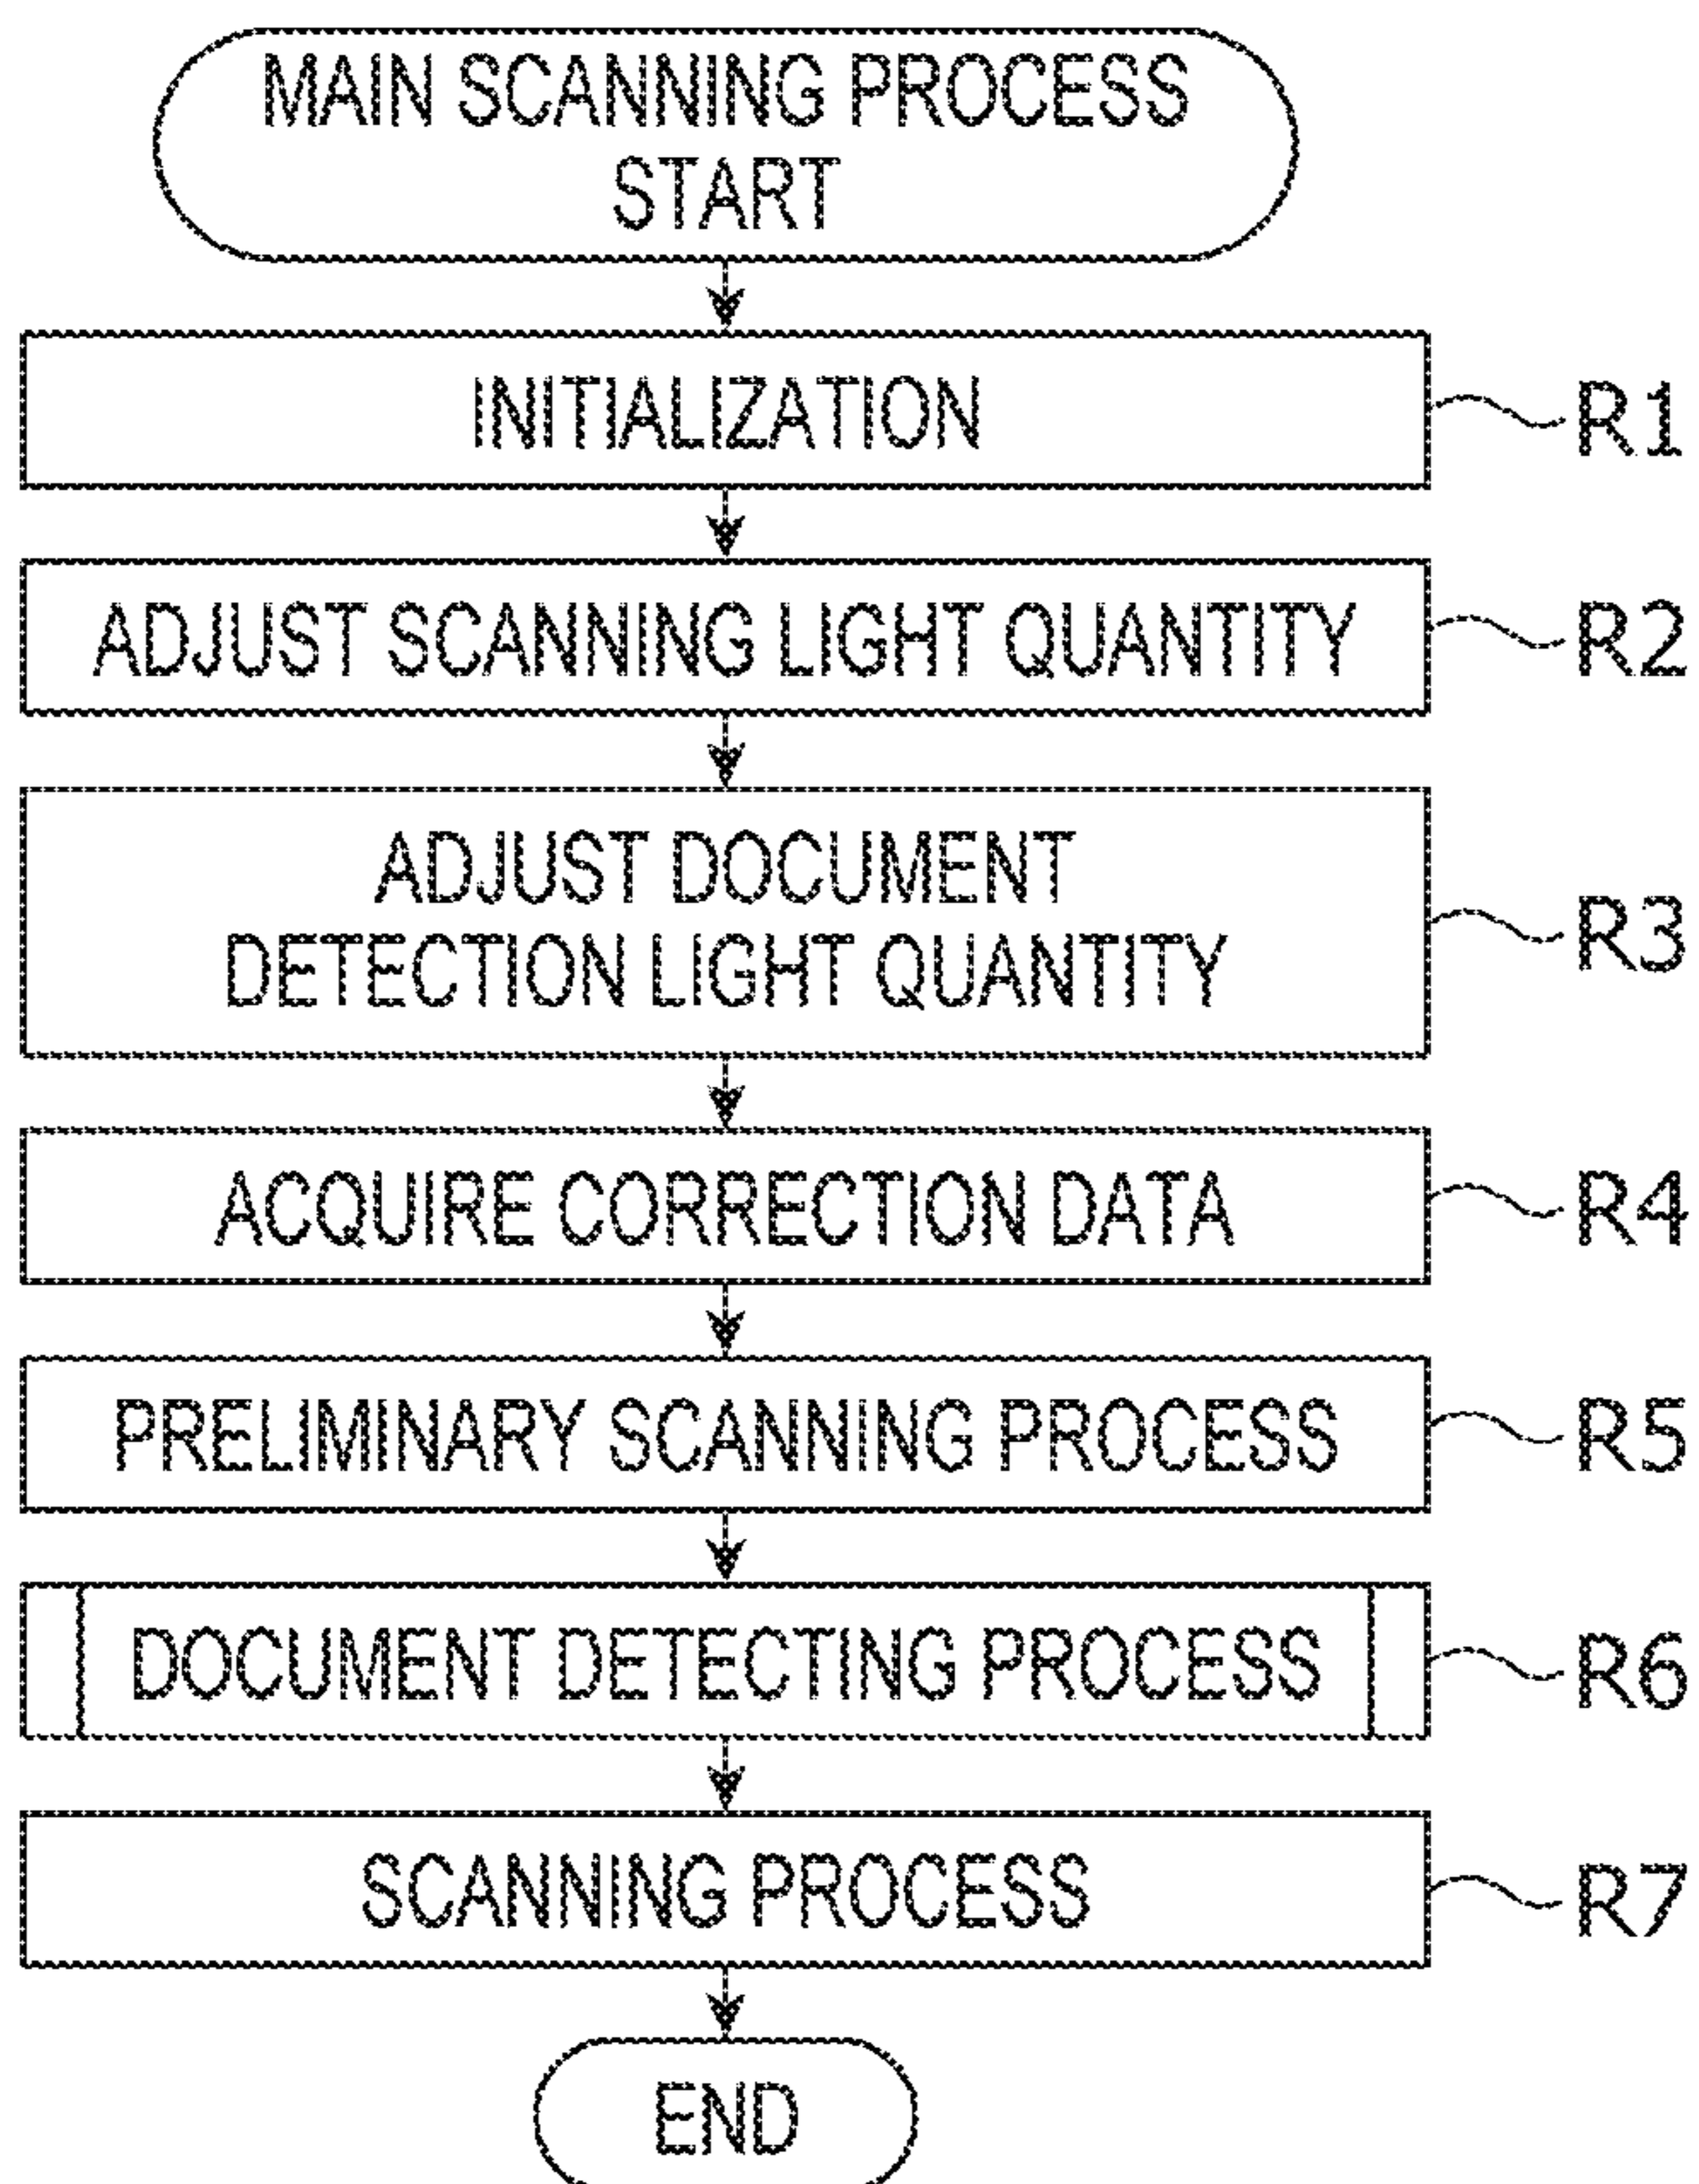 MAIN SCANNING PROCESS
START
INITIALIZATION
R1
ADJUST SCANNING LIGHT QUANTITY
R2
ADJUST DOCUMENT
DETECTION LIGHT QUANTITY
R3
ACQUIRE CORRECTION DATA
R4
PRELIMINARY SCANNING PROCESS
R5
DOCUMENT DETECTING PROCESS
R6
SCANNING PROCESS
R7
END